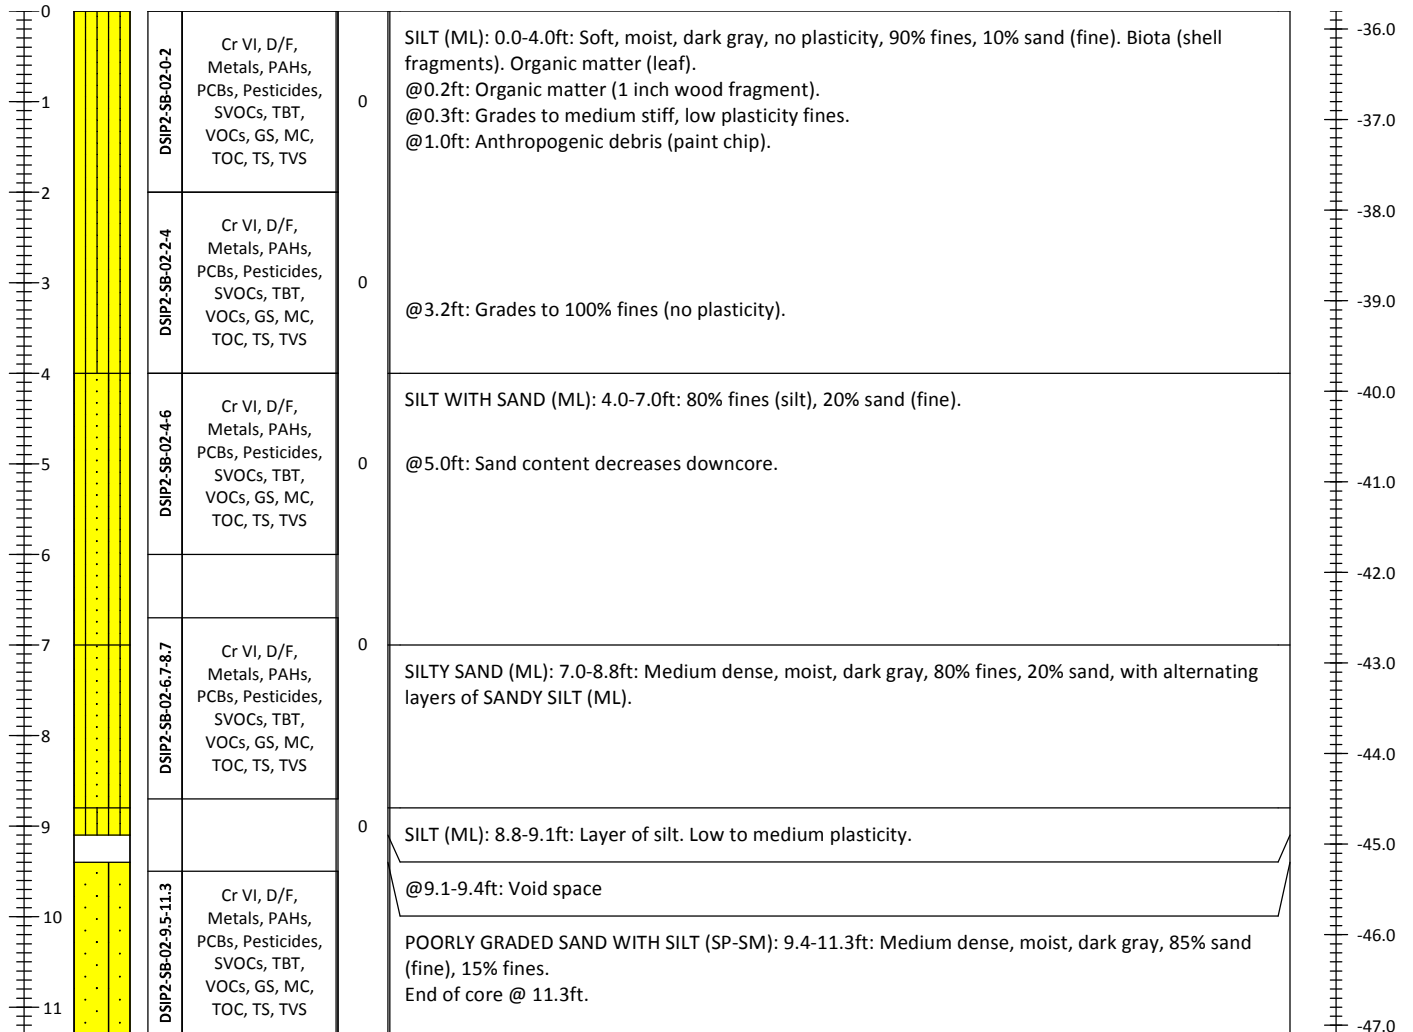 0
1
2
3
4
5
6
7
8
9
10
11
DSIP2-SB-02-0-2
Cr VI, D/F,
Metals, PAHs,
PCBs, Pesticides,
SVOCs, TBT,
VOCs, GS, MC,
TOC, TS, TVS
0
SILT (ML): 0.0-4.0ft: Soft, moist, dark gray, no plasticity, 90% fines, 10% sand (fine). Biota (shell
fragments). Organic matter (leaf).
@0.2ft: Organic matter (1 inch wood fragment).
@0.3ft: Grades to medium stiff, low plasticity fines.
@1.0ft: Anthropogenic debris (paint chip).
DSIP2-SB-02-2-4
Cr VI, D/F,
Metals, PAHs,
PCBs, Pesticides,
SVOCs, TBT,
VOCs, GS, MC,
TOC, TS, TVS
0
@3.2ft: Grades to 100% fines (no plasticity).
DSIP2-SB-02-4-6
Cr VI, D/F,
Metals, PAHs,
PCBs, Pesticides,
SVOCs, TBT,
VOCs, GS, MC,
TOC, TS, TVS
0
SILT WITH SAND (ML): 4.0-7.0ft: 80% fines (silt), 20% sand (fine).
@5.0ft: Sand content decreases downcore.
DSIP2-SB-02-6.7-8.7
Cr VI, D/F,
Metals, PAHs,
PCBs, Pesticides,
SVOCs, TBT,
VOCs, GS, MC,
TOC, TS, TVS
0
SILTY SAND (ML): 7.0-8.8ft: Medium dense, moist, dark gray, 80% fines, 20% sand, with alternating
layers of SANDY SILT (ML).
0
SILT (ML): 8.8-9.1ft: Layer of silt. Low to medium plasticity.
@9.1-9.4ft: Void space
DSIP2-SB-02-9.5-11.3
Cr VI, D/F,
Metals, PAHs,
PCBs, Pesticides,
SVOCs, TBT,
VOCs, GS, MC,
TOC, TS, TVS
POORLY GRADED SAND WITH SILT (SP-SM): 9.4-11.3ft: Medium dense, moist, dark gray, 85% sand
(fine), 15% fines.
End of core @ 11.3ft.
-36.0
-37.0
-38.0
-39.0
-40.0
-41.0
-42.0
-43.0
-44.0
-45.0
-46.0
-47.0